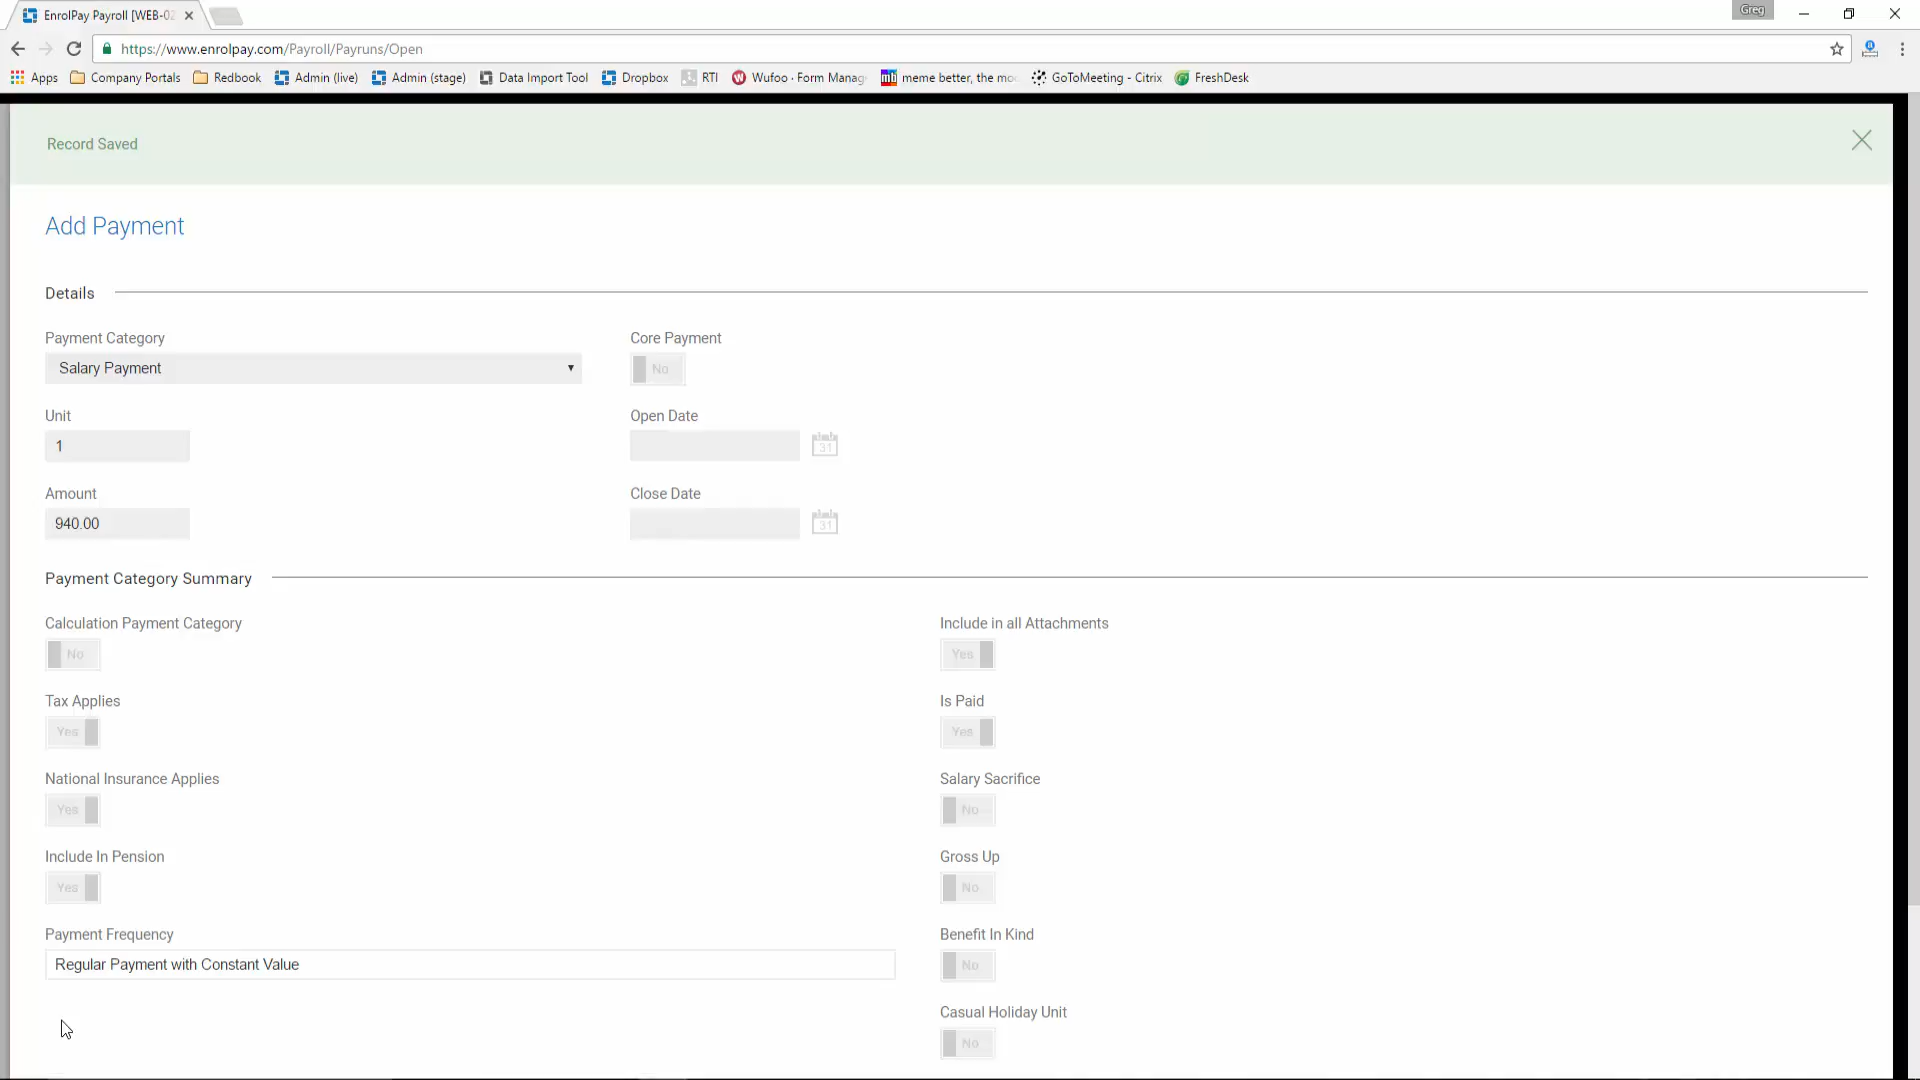 EnrolPay Payroll [WEB-02
Greg
https://www.enrolpay.com/Payroll/Payruns/Open
Apps Company Portals Redbook Admin (live) Admin (stage) Data Import Tool Dropbox RTI Wufoo · Form Manag meme better, the mo GoToMeeting - Citrix FreshDesk
Record Saved
Add Payment
Details
Payment Category Core Payment
Salary Payment No
Unit Open Date
1 31
Amount Close Date
940.00 31
Payment Category Summary
Calculation Payment Category Include in all Attachments
No Yes
Tax Applies Is Paid
Yes Yes
National Insurance Applies Salary Sacrifice
Yes No
Include In Pension Gross Up
Yes No
Payment Frequency Benefit In Kind
Regular Payment with Constant Value No
Casual Holiday Unit
No